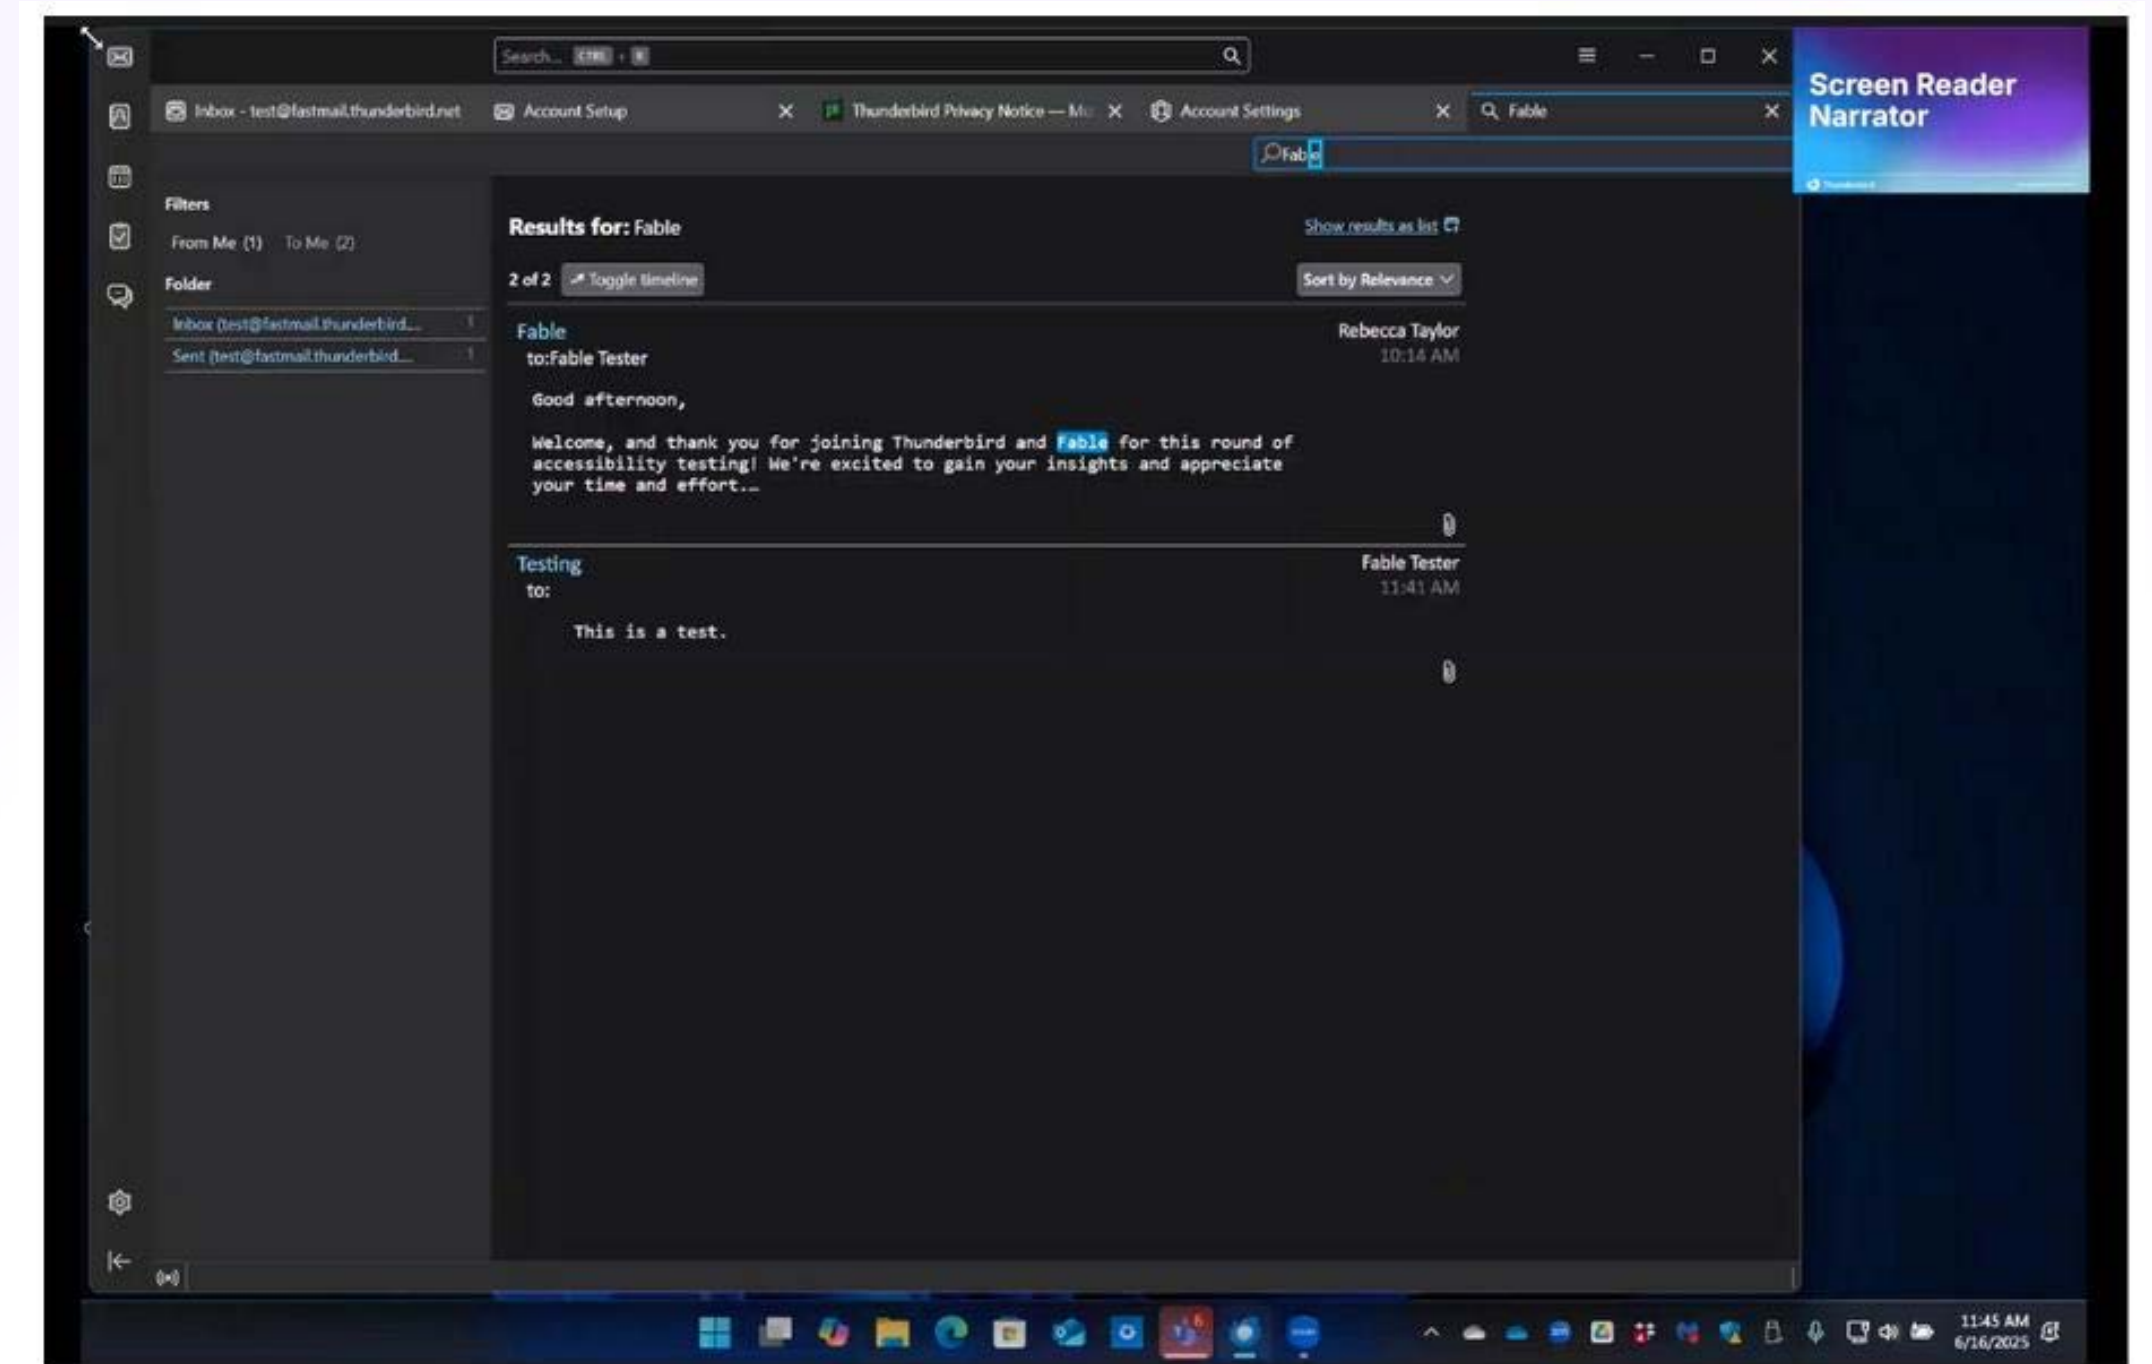 Search... CTRL + K
Screen Reader
Narrator
Inbox - test@fastmail.thunderbird.net
Account Setup
Thunderbird Privacy Notice — Mo
Account Settings
Fable
Fable
Filters
From Me (1) To Me (2)
Folder
Inbox (test@fastmail.thunderbird.... 1
Sent (test@fastmail.thunderbird.... 1
Results for: Fable
Show results as list
2 of 2 Toggle timeline
Sort by Relevance
Fable
Rebecca Taylor
to:Fable Tester
10:14 AM
Good afternoon,
Welcome, and thank you for joining Thunderbird and Fable for this round of
accessibility testing! We're excited to gain your insights and appreciate
your time and effort.…
Testing
Fable Tester
to:
11:41 AM
This is a test.
11:45 AM
6/16/2025